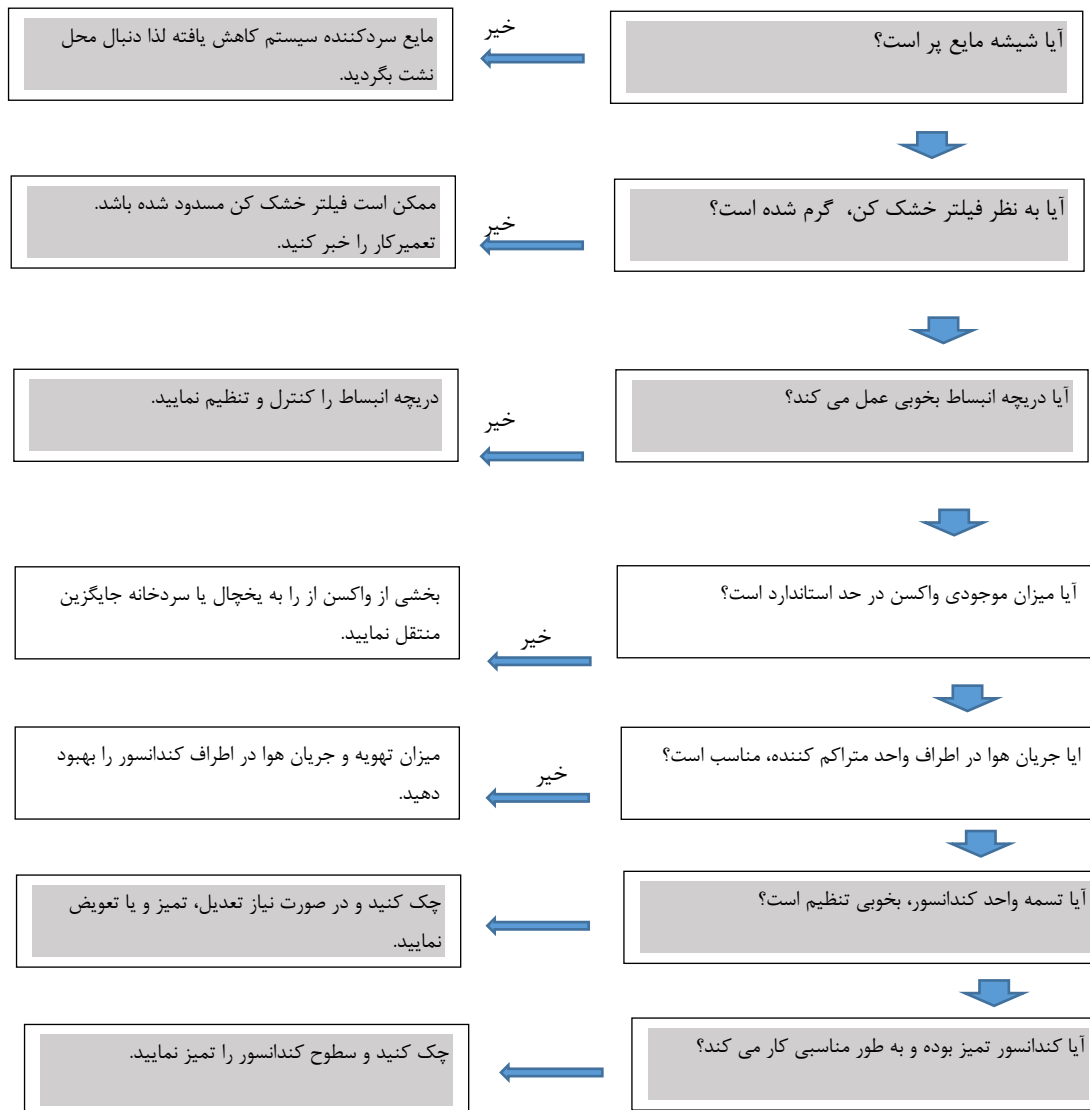 آیا شیشه مایع پر است؟
خیر
مایع سردکننده سیستم کاهش یافته لذا دنبال محل
نشت بگردید.
آیا به نظر فیلتر خشک کن، گرم شده است؟
خیر
ممکن است فیلتر خشک کن مسدود شده باشد.
تعمیرکار را خبر کنید.
آیا دریچه انبساط بخوبی عمل می کند؟
خیر
دریچه انبساط را کنترل و تنظیم نمایید.
آیا میزان موجودی واکسن در حد استاندارد است؟
خیر
بخشی از واکسن از را به یخچال یا سردخانه جایگزین
منتقل نمایید.
ایا جریان هوا در اطراف واحد متراکم کننده، مناسب است؟
خیر
میزان تهویه و جریان هوا در اطراف کندانسور را بهبود
دهید.
آیا تسمه واحد کندانسور، بخوبی تنظیم است؟
چک کنید و در صورت نیاز تعدیل، تمیز و یا تعویض
نمایید.
آیا کندانسور تمیز بوده و به طور مناسبی کار می کند؟
چک کنید و سطوح کندانسور را تمیز نمایید.